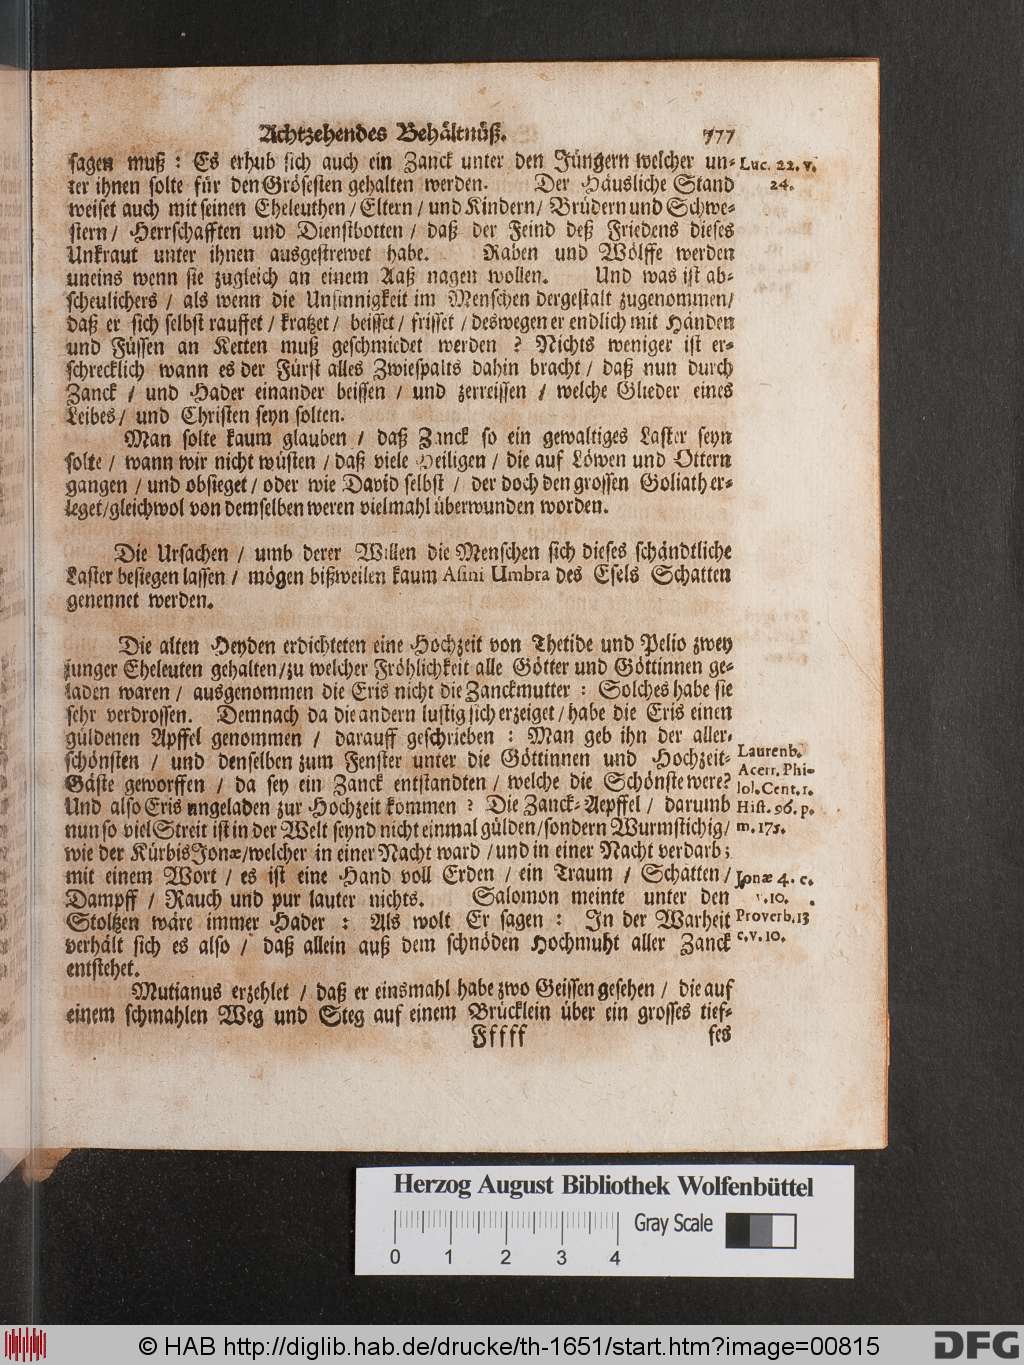 Achtzehendes Behältnüß. 777
sagen muß : Es erhub sich auch ein Zanck unter den Jüngern welcher un-
ter ihnen solte für den Grösesten gehalten werden. Der Häusliche Stand
weiset auch mit seinen Eheleuthen / Eltern / und Kindern / Brüdern und Schwe-
stern / Herrschafften und Dienstbotten / daß der Feind deß Friedens dieses
Unkraut unter ihnen ausgestrewet habe. Raben und Wölffe werden
uneins wenn sie zugleich an einem Aaß nagen wollen. Und was ist ab-
scheulichers / als wenn die Unsinnigkeit im Menschen dergestalt zugenommen /
daß er sich selbst rauffet / kratzet / beisset / frisset / deswegen er endlich mit Händen
und Füssen an Ketten muß geschmiedet werden ? Nichts weniger ist er-
schrecklich wann es der Fürst alles Zwiespalts dahin bracht / daß nun durch
Zanck / und Hader einander beissen / und zerreissen / welche Glieder eines
Leibes / und Christen seyn solten.
Man solte kaum glauben / daß Zanck so ein gewaltiges Laster seyn
solte / wann wir nicht wüsten / daß viele Heiligen / die auf Löwen und Ottern
gangen / und obsieget / oder wie David selbst / der doch den grossen Goliath er-
leget / gleichwol von demselben weren vielmahl überwunden worden.
Die Ursachen / umb derer Willen die Menschen sich dieses schändtliche
Laster besiegen lassen / mögen bißweilen kaum Asini Umbra des Esels Schatten
genennet werden.
Die alten Heyden erdichteten eine Hochzeit von Thetide und Pelio zwey
junger Eheleuten gehalten / zu welcher Fröhlichkeit alle Götter und Göttinnen ge-
laden waren / ausgenommen die Eris nicht die Zanckmutter : Solches habe sie
sehr verdrossen. Demnach da die andern lustig sich erzeiget / habe die Eris einen
güldenen Apffel genommen / darauff geschrieben : Man geb ihn der aller-
schönsten / und denselben zum Fenster unter die Göttinnen und Hochzeit-
Gäste geworffen / da sey ein Zanck entstandten / welche die Schönste were ?
Und also Eris ungeladen zur Hochzeit kommen ? Die Zanck-Aepffel / darumb
nun so viel Streit ist in der Welt seynd nicht einmal gülden / sondern Wurmstichig /
wie der Kürbis Jonæ / welcher in einer Nacht ward / und in einer Nacht verdarb ;
mit einem Wort / es ist eine Hand voll Erden / ein Traum / Schatten /
Dampff / Rauch und pur lauter nichts. Salomon meinte unter den
Stoltzen wäre immer Hader : Als wolt Er sagen : In der Warheit
verhält sich es also / daß allein auß dem schnöden Hochmuht aller Zanck
entstehet.
Mutianus erzehlet / daß er einsmahl habe zwo Geissen gesehen / die auf
einem schmahlen Weg und Steg auf einem Brücklein über ein grosses tief-
Fffff fes
Luc. 22. v.
24.
Laurenb.
Acerr. Phi-
lol. Cent. 1.
Hist. 96. p.
m. 175.
Jonæ 4. c.
v. 10.
Proverb. 13
c. v. 10.
Herzog August Bibliothek Wolfenbüttel
0 1 2 3 4
Gray Scale
© HAB http://diglib.hab.de/drucke/th-1651/start.htm?image=00815
DFG